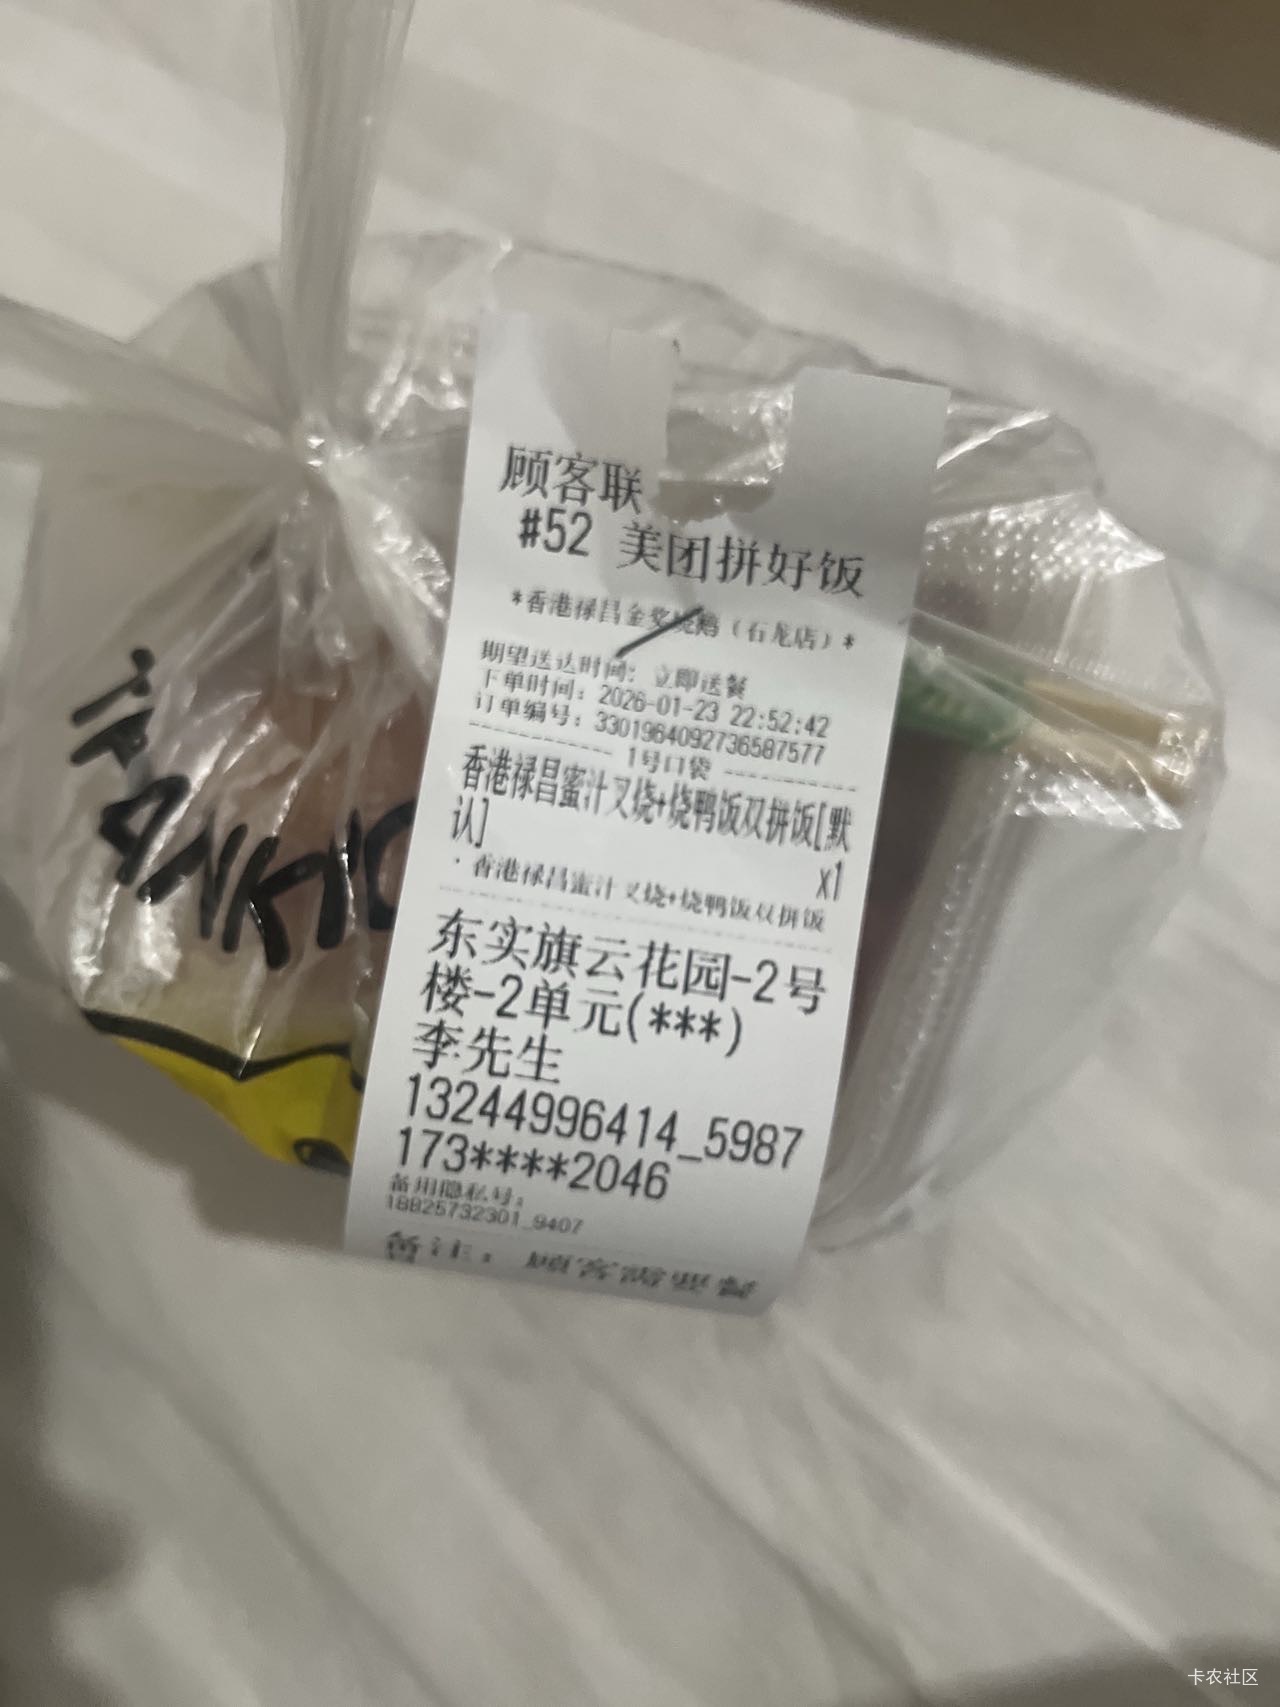 顾客联
#52 美团拼好饭
*香港禄昌金奖烧鹅（石龙店）*
期望送达时间：立即送餐
下单时间：2026-01-23 22:52:42
订单编号：3301964092736587577
1号口袋
香港禄昌蜜汁叉烧+烧鸭饭双拼饭[默
认]
x1
· 香港禄昌蜜汁叉烧+烧鸭饭双拼饭
东实旗云花园-2号
楼-2单元(***)
李先生
13244996414_5987
173****2046
备用隐私号：
18825732301_9407
备注：顾客需要餐
卡农社区